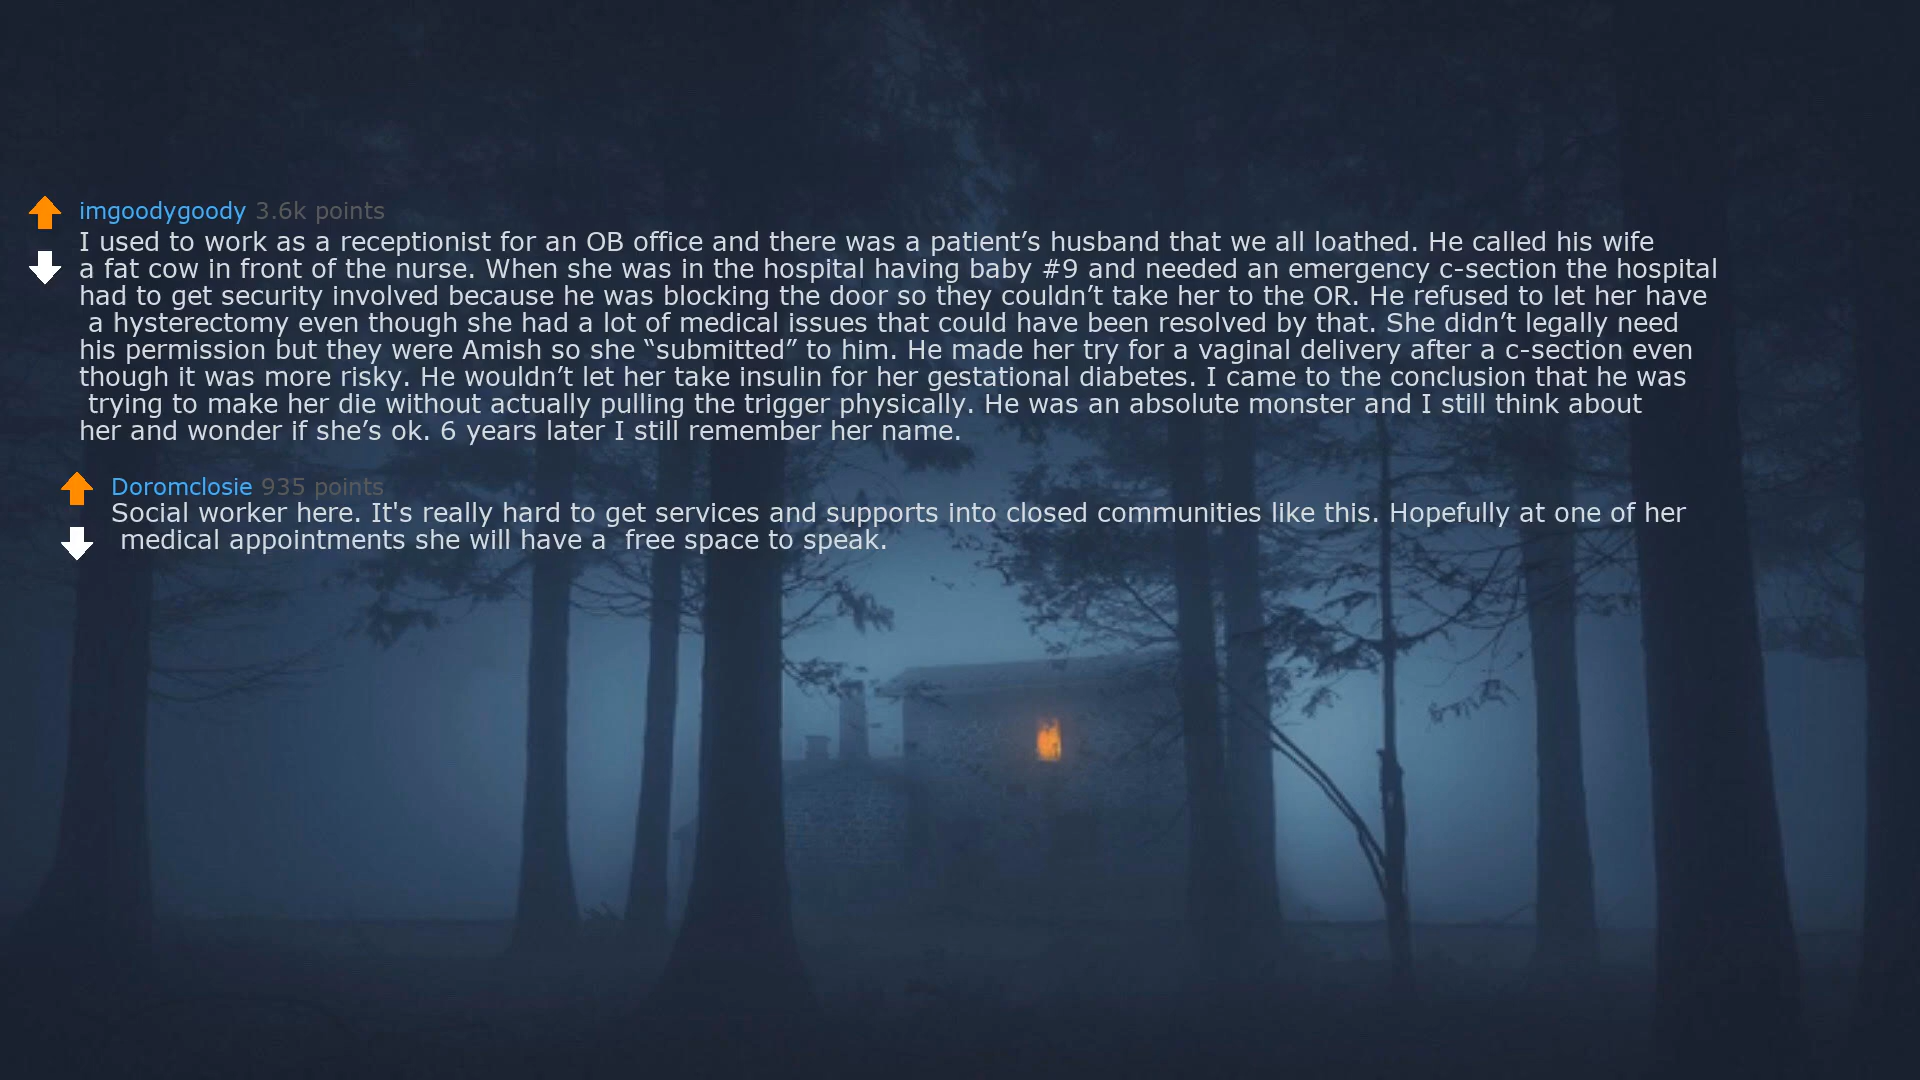 imgoodygoody 3.6k points
I used to work as a receptionist for an OB office and there was a patient’s husband that we all loathed. He called his wife
a fat cow in front of the nurse. When she was in the hospital having baby #9 and needed an emergency c-section the hospital
had to get security involved because he was blocking the door so they couldn’t take her to the OR. He refused to let her have
a hysterectomy even though she had a lot of medical issues that could have been resolved by that. She didn’t legally need
his permission but they were Amish so she “submitted” to him. He made her try for a vaginal delivery after a c-section even
though it was more risky. He wouldn’t let her take insulin for her gestational diabetes. I came to the conclusion that he was
trying to make her die without actually pulling the trigger physically. He was an absolute monster and I still think about
her and wonder if she’s ok. 6 years later I still remember her name.
Doromclosie 935 points
Social worker here. It's really hard to get services and supports into closed communities like this. Hopefully at one of her
medical appointments she will have a  free space to speak.